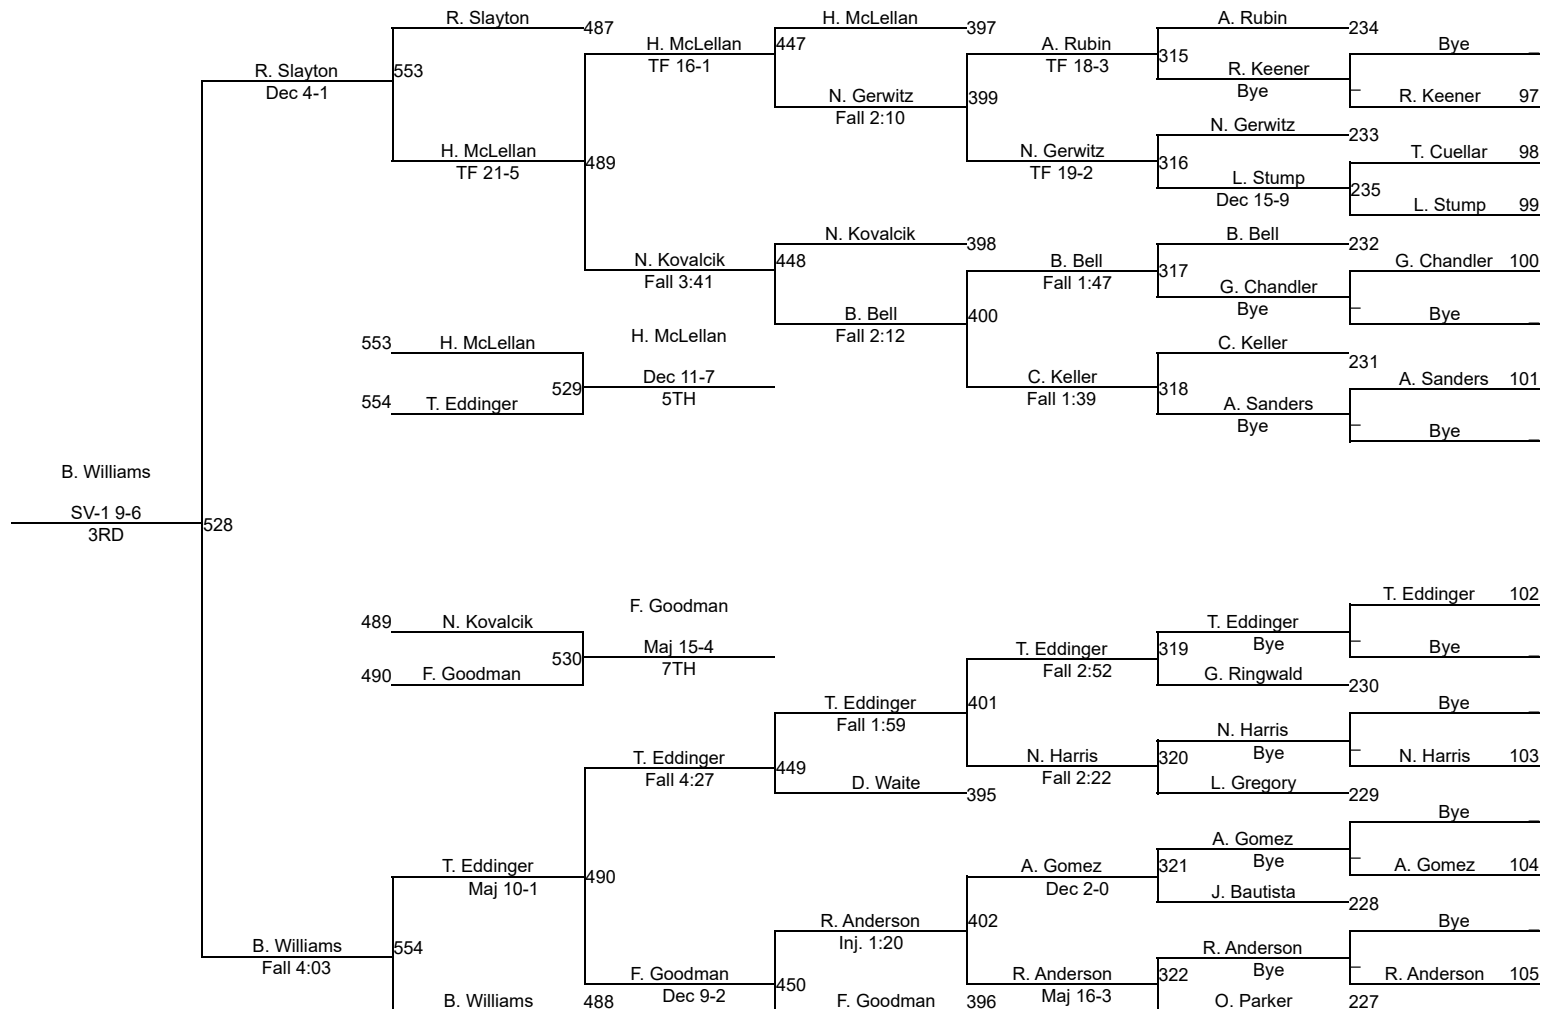 R. Slayton 487 H. McLellan 397 A. Rubin 234
H. McLellan 447 A. Rubin 315 Bye _
R. Slayton 553 TF 16-1 TF 18-3 R. Keener _
Dec 4-1 N. Gerwitz 399 Bye R. Keener 97
Fall 2:10 N. Gerwitz 233
H. McLellan 489 N. Gerwitz 316 T. Cuellar 98
TF 21-5 TF 19-2 L. Stump 235
Dec 15-9 L. Stump 99
N. Kovalcik 398 B. Bell 232
N. Kovalcik 448 B. Bell 317 G. Chandler 100
Fall 3:41 Fall 1:47 G. Chandler _
B. Bell 400 Bye Bye _
553 H. McLellan H. McLellan Fall 2:12 C. Keller 231
529 Dec 11-7 C. Keller 318 A. Sanders 101
554 T. Eddinger 5TH Fall 1:39 A. Sanders _
Bye Bye _
B. Williams
SV-1 9-6 528
3RD
F. Goodman T. Eddinger 102
489 N. Kovalcik T. Eddinger _
530 Maj 15-4 T. Eddinger 319 Bye Bye _
490 F. Goodman 7TH Fall 2:52 G. Ringwald 230
T. Eddinger 401 Bye _
Fall 1:59 N. Harris _
T. Eddinger 449 N. Harris 320 Bye N. Harris 103
Fall 4:27 D. Waite 395 Fall 2:22 L. Gregory 229
Bye _
A. Gomez _
T. Eddinger 490 A. Gomez 321 Bye A. Gomez 104
Maj 10-1 Dec 2-0 J. Bautista 228
R. Anderson 402 Bye _
B. Williams 554 Inj. 1:20 R. Anderson _
Fall 4:03 F. Goodman 450 R. Anderson 322 Bye R. Anderson 105
B. Williams 488 Dec 9-2 F. Goodman 396 Maj 16-3 O. Parker 227